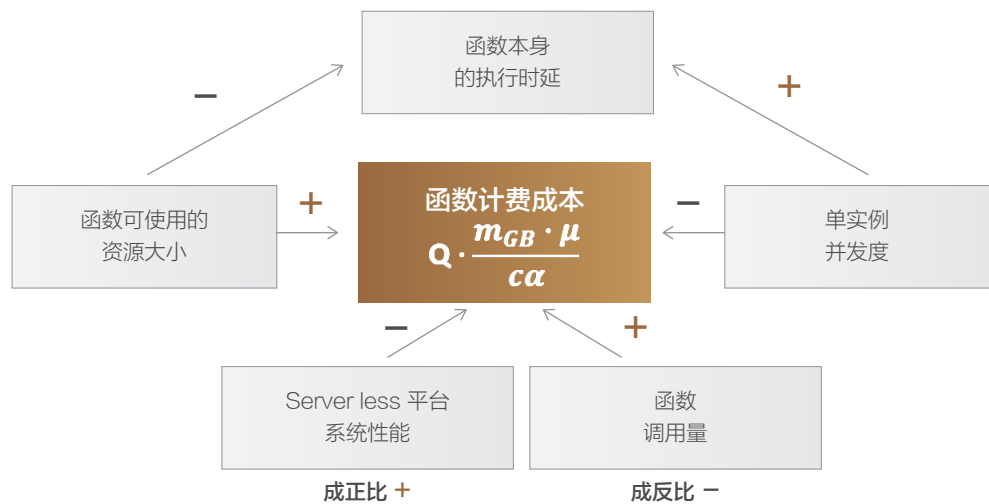 函数本身
的执行时延
−
+
函数可使用的
资源大小
+
函数计费成本
Q · m_GB · μ / cα
−
单实例
并发度
−
+
Server less 平台
系统性能
函数
调用量
成正比 +
成反比 −